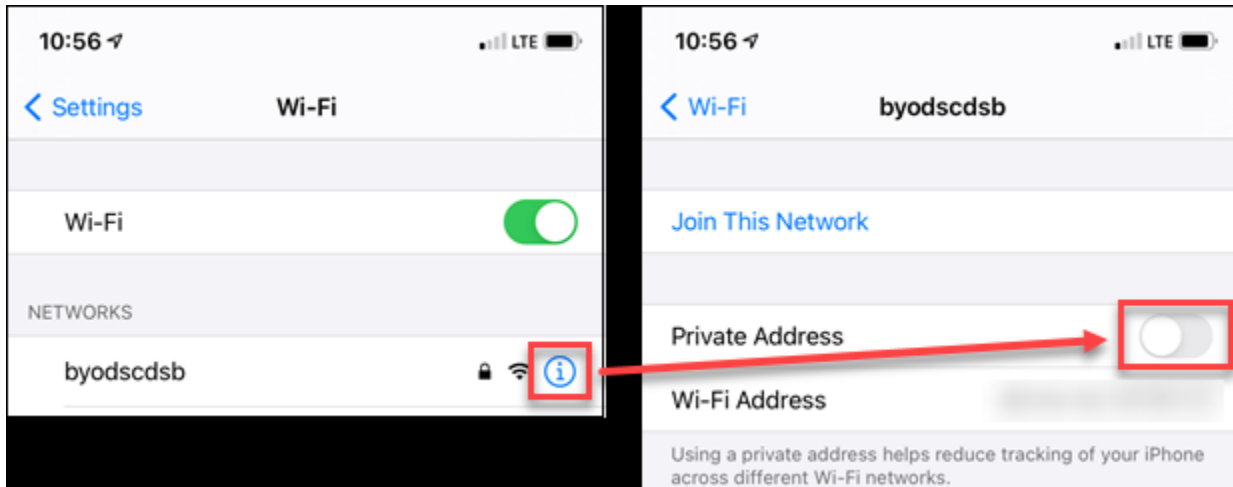 10:56
LTE
Settings
Wi-Fi
Wi-Fi
NETWORKS
byodscdsb
10:56
LTE
Wi-Fi
byodscdsb
Join This Network
Private Address
Wi-Fi Address
Using a private address helps reduce tracking of your iPhone
across different Wi-Fi networks.